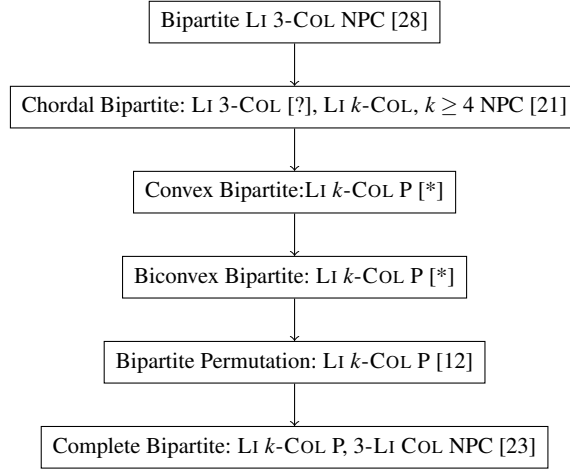 Bipartite LI 3-COL NPC [28]
Chordal Bipartite: LI 3-COL [?], LI k-COL, k ≥ 4 NPC [21]
Convex Bipartite:LI k-COL P [*]
Biconvex Bipartite: LI k-COL P [*]
Bipartite Permutation: LI k-COL P [12]
Complete Bipartite: LI k-COL P, 3-LI COL NPC [23]